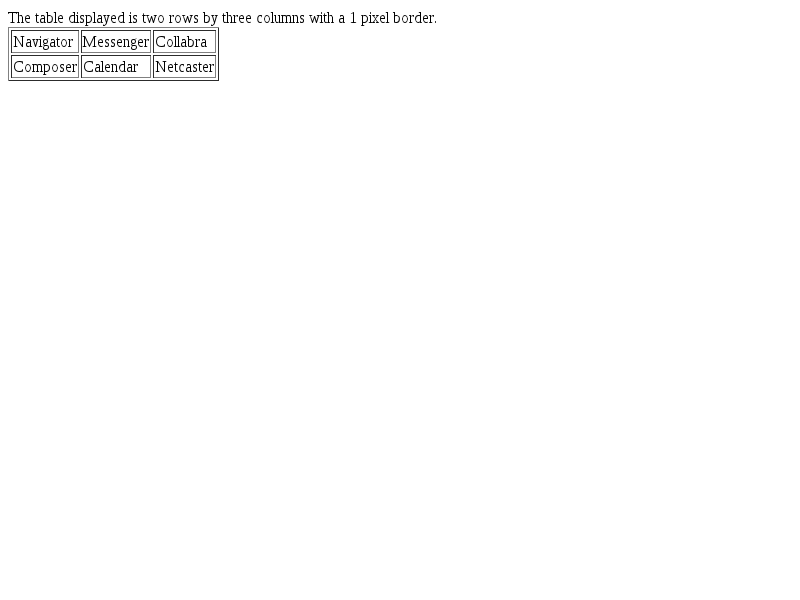 The table displayed is two rows by three columns with a 1 pixel border.
Navigator Messenger Collabra
Composer Calendar Netcaster